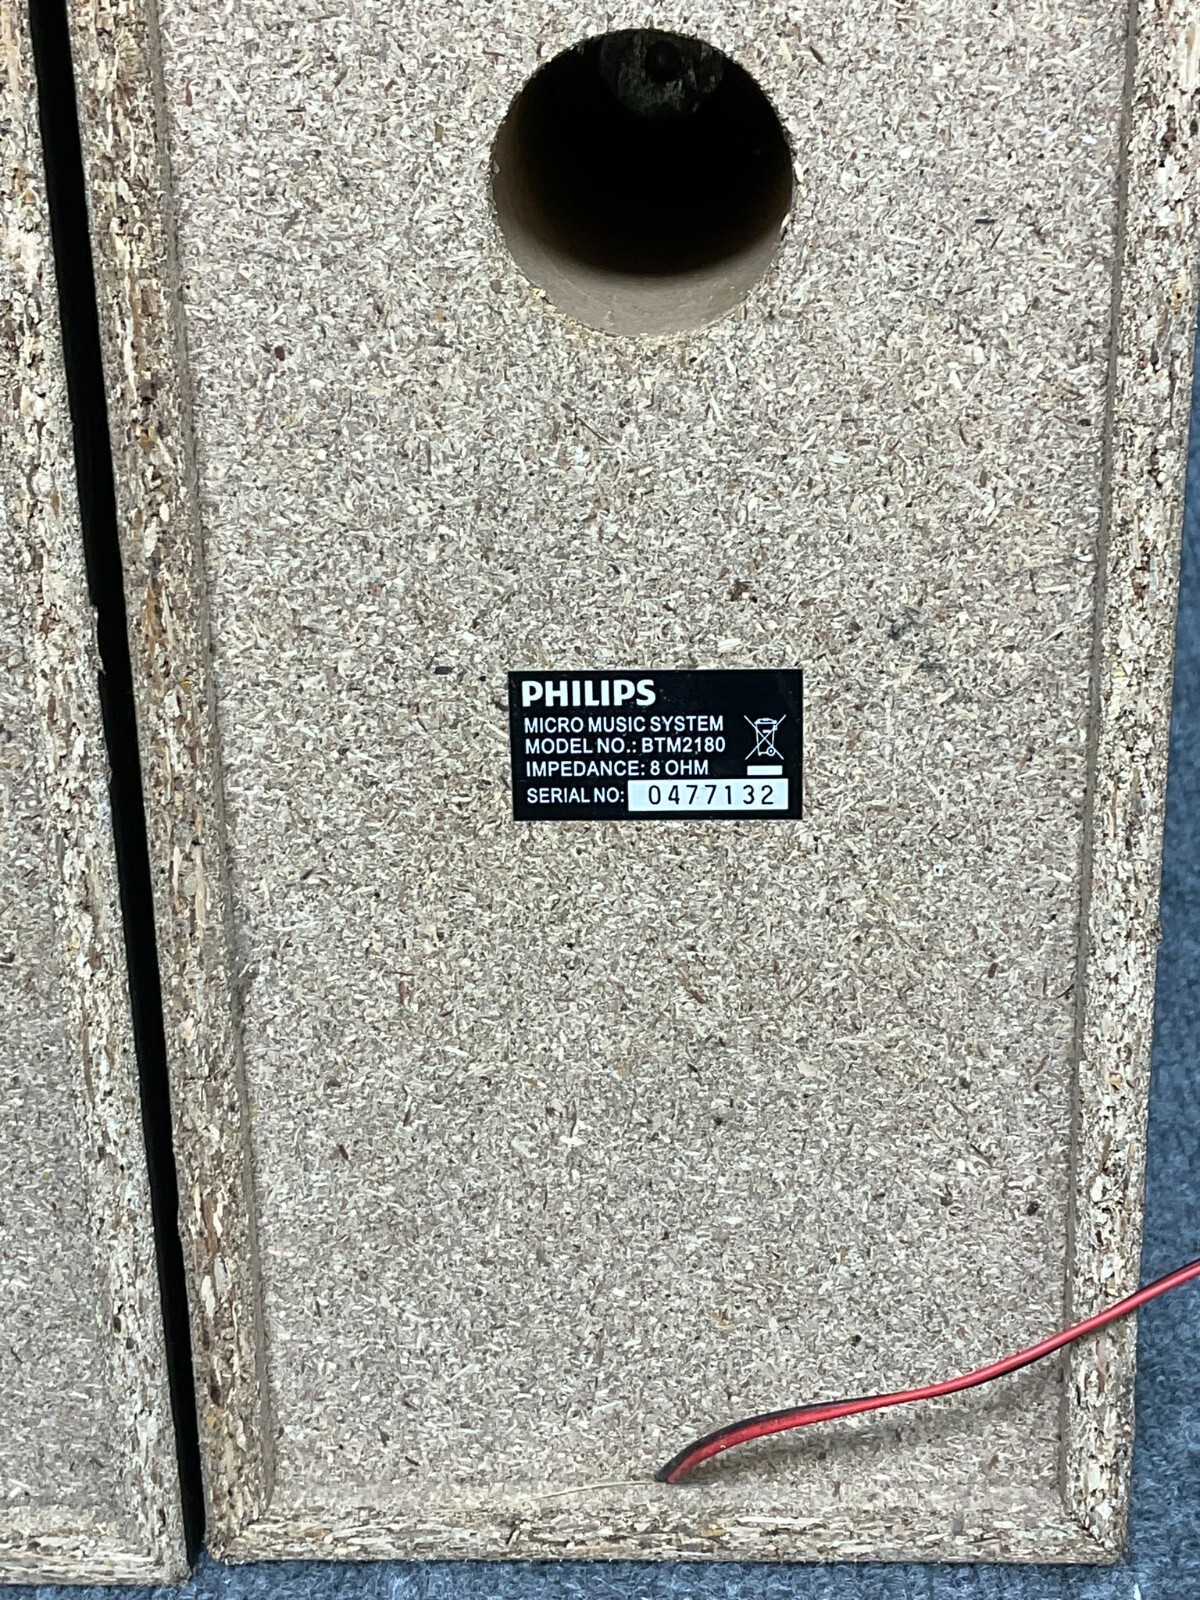 PHILIPS
MICRO MUSIC SYSTEM
MODEL NO.: BTM2180
IMPEDANCE: 8 OHM
SERIAL NO: 0477132